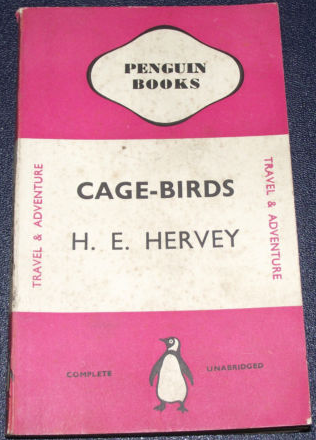 PENGUIN
BOOKS
TRAVEL & ADVENTURE
CAGE-BIRDS
H. E. HERVEY
TRAVEL & ADVENTURE
COMPLETE
UNABRIDGED